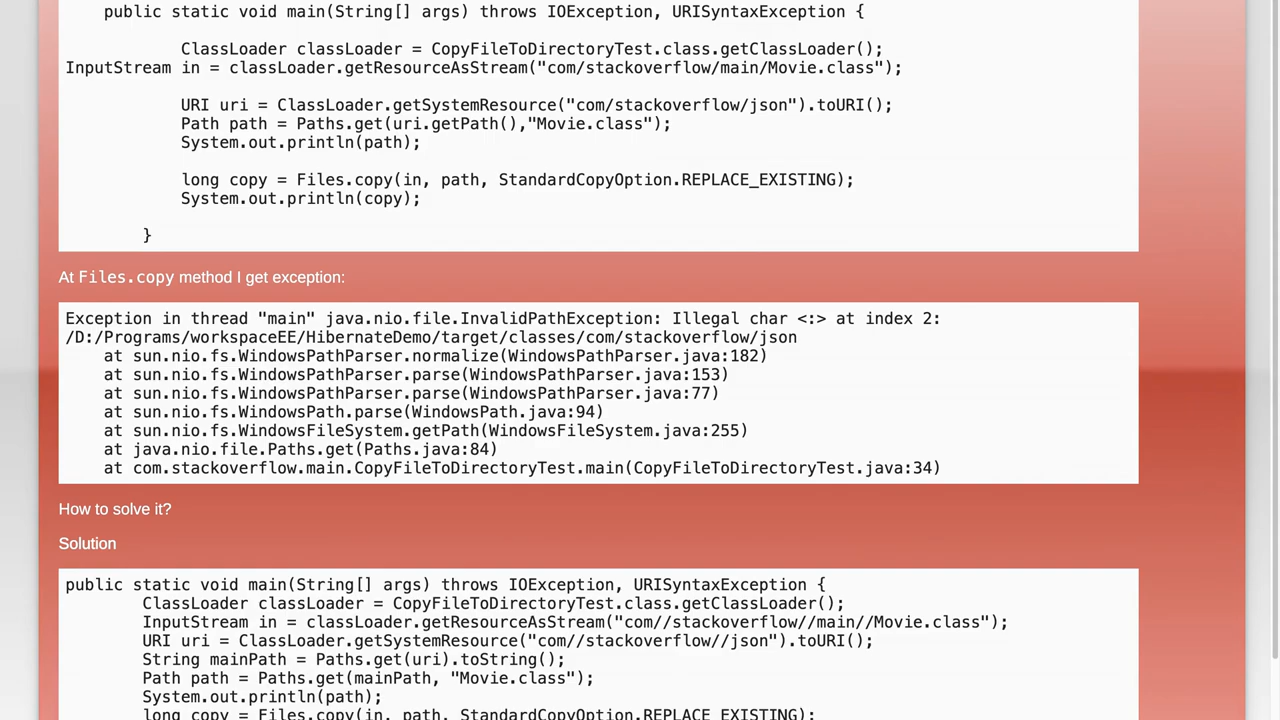 public static void main(String[] args) throws IOException, URISyntaxException {
ClassLoader classLoader = CopyFileToDirectoryTest.class.getClassLoader();
InputStream in = classLoader.getResourceAsStream("com/stackoverflow/main/Movie.class");
URI uri = ClassLoader.getSystemResource("com/stackoverflow/json").toURI();
Path path = Paths.get(uri.getPath(),"Movie.class");
System.out.println(path);
long copy = Files.copy(in, path, StandardCopyOption.REPLACE_EXISTING);
System.out.println(copy);
}
At Files.copy method I get exception:
Exception in thread "main" java.nio.file.InvalidPathException: Illegal char <:> at index 2:
/D:/Programs/workspaceEE/HibernateDemo/target/classes/com/stackoverflow/json
at sun.nio.fs.WindowsPathParser.normalize(WindowsPathParser.java:182)
at sun.nio.fs.WindowsPathParser.parse(WindowsPathParser.java:153)
at sun.nio.fs.WindowsPathParser.parse(WindowsPathParser.java:77)
at sun.nio.fs.WindowsPath.parse(WindowsPath.java:94)
at sun.nio.fs.WindowsFileSystem.getPath(WindowsFileSystem.java:255)
at java.nio.file.Paths.get(Paths.java:84)
at com.stackoverflow.main.CopyFileToDirectoryTest.main(CopyFileToDirectoryTest.java:34)
How to solve it?
Solution
public static void main(String[] args) throws IOException, URISyntaxException {
ClassLoader classLoader = CopyFileToDirectoryTest.class.getClassLoader();
InputStream in = classLoader.getResourceAsStream("com//stackoverflow//main//Movie.class");
URI uri = ClassLoader.getSystemResource("com//stackoverflow//json").toURI();
String mainPath = Paths.get(uri).toString();
Path path = Paths.get(mainPath, "Movie.class");
System.out.println(path);
long copy = Files.copy(in, path, StandardCopyOption.REPLACE_EXISTING);